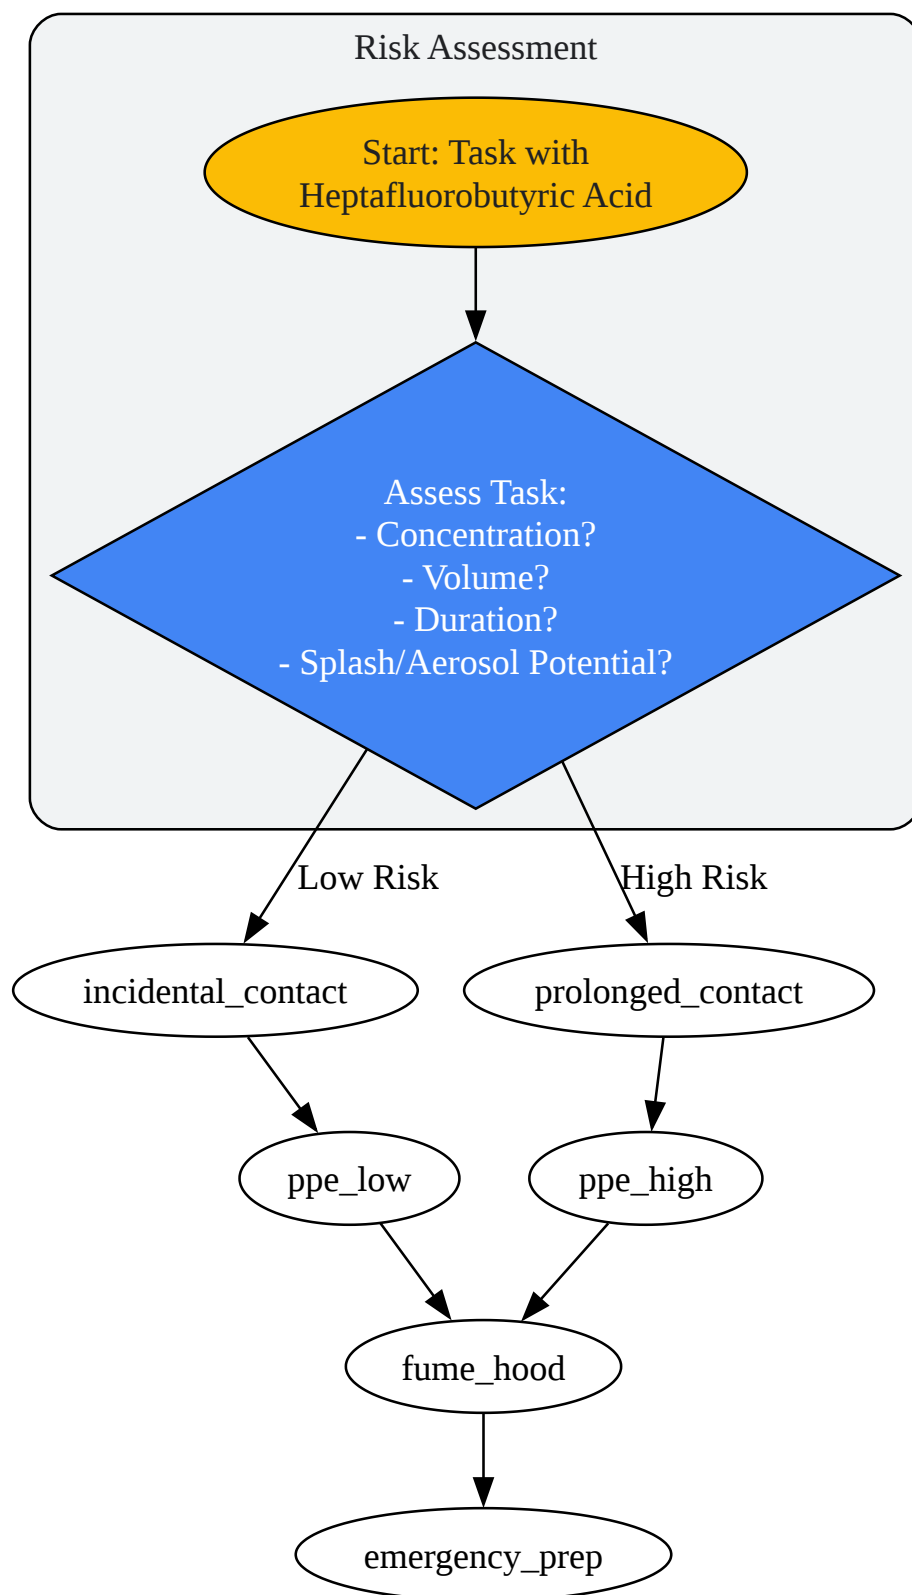 Risk Assessment
Start: Task with
Heptafluorobutyric Acid
Assess Task:
- Concentration?
- Volume?
- Duration?
- Splash/Aerosol Potential?
Low Risk
High Risk
incidental_contact
prolonged_contact
ppe_low
ppe_high
fume_hood
emergency_prep